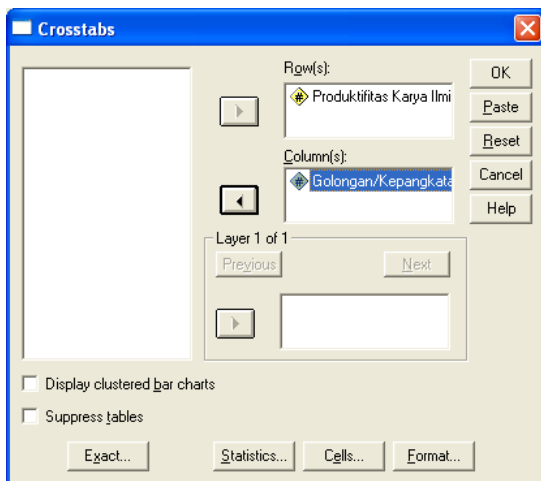 Crosstabs
Row(s):
Produktifitas Karya Ilmi
Column(s):
Golongan/Kepangkata
Layer 1 of 1
Previous
Next
Display clustered bar charts
Suppress tables
Exact...
Statistics...
Cells...
Format...
OK
Paste
Reset
Cancel
Help